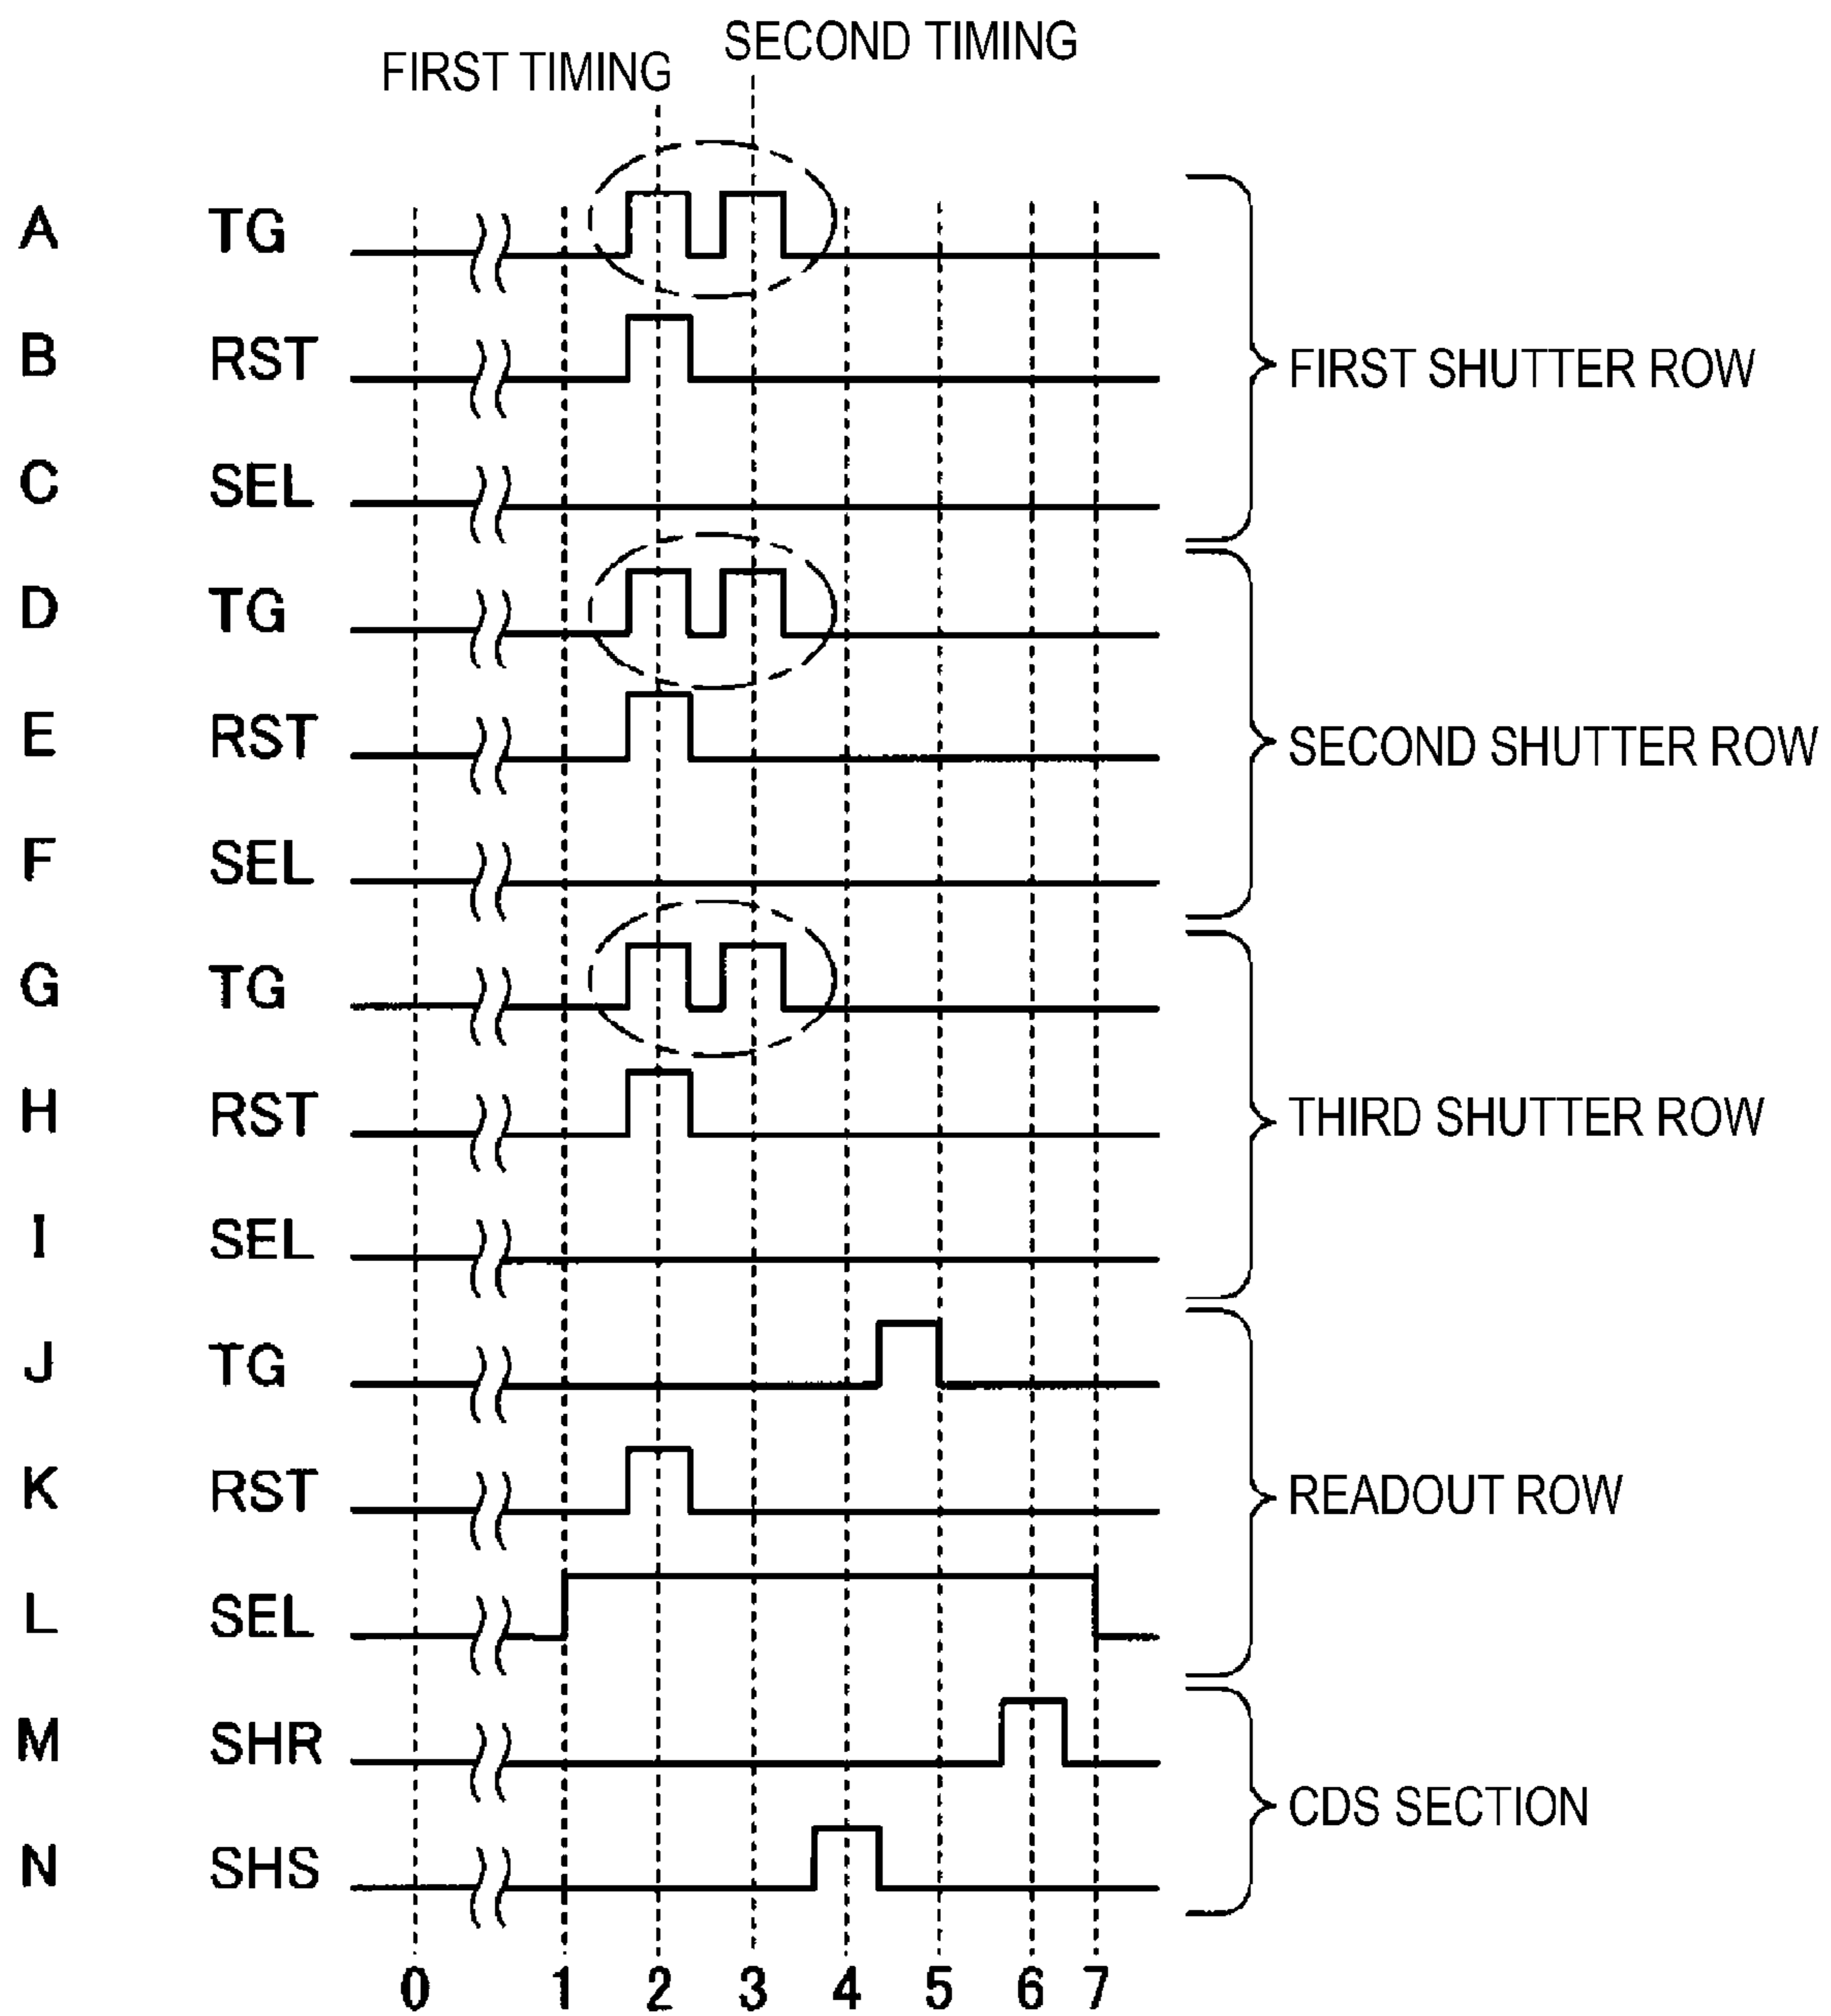 FIRST TIMING SECOND TIMING
A TG
B RST FIRST SHUTTER ROW
C SEL
D TG
E RST SECOND SHUTTER ROW
F SEL
G TG
H RST THIRD SHUTTER ROW
I SEL
J TG
K RST READOUT ROW
L SEL
M SHR
CDS SECTION
N SHS
0 1 2 3 4 5 6 7